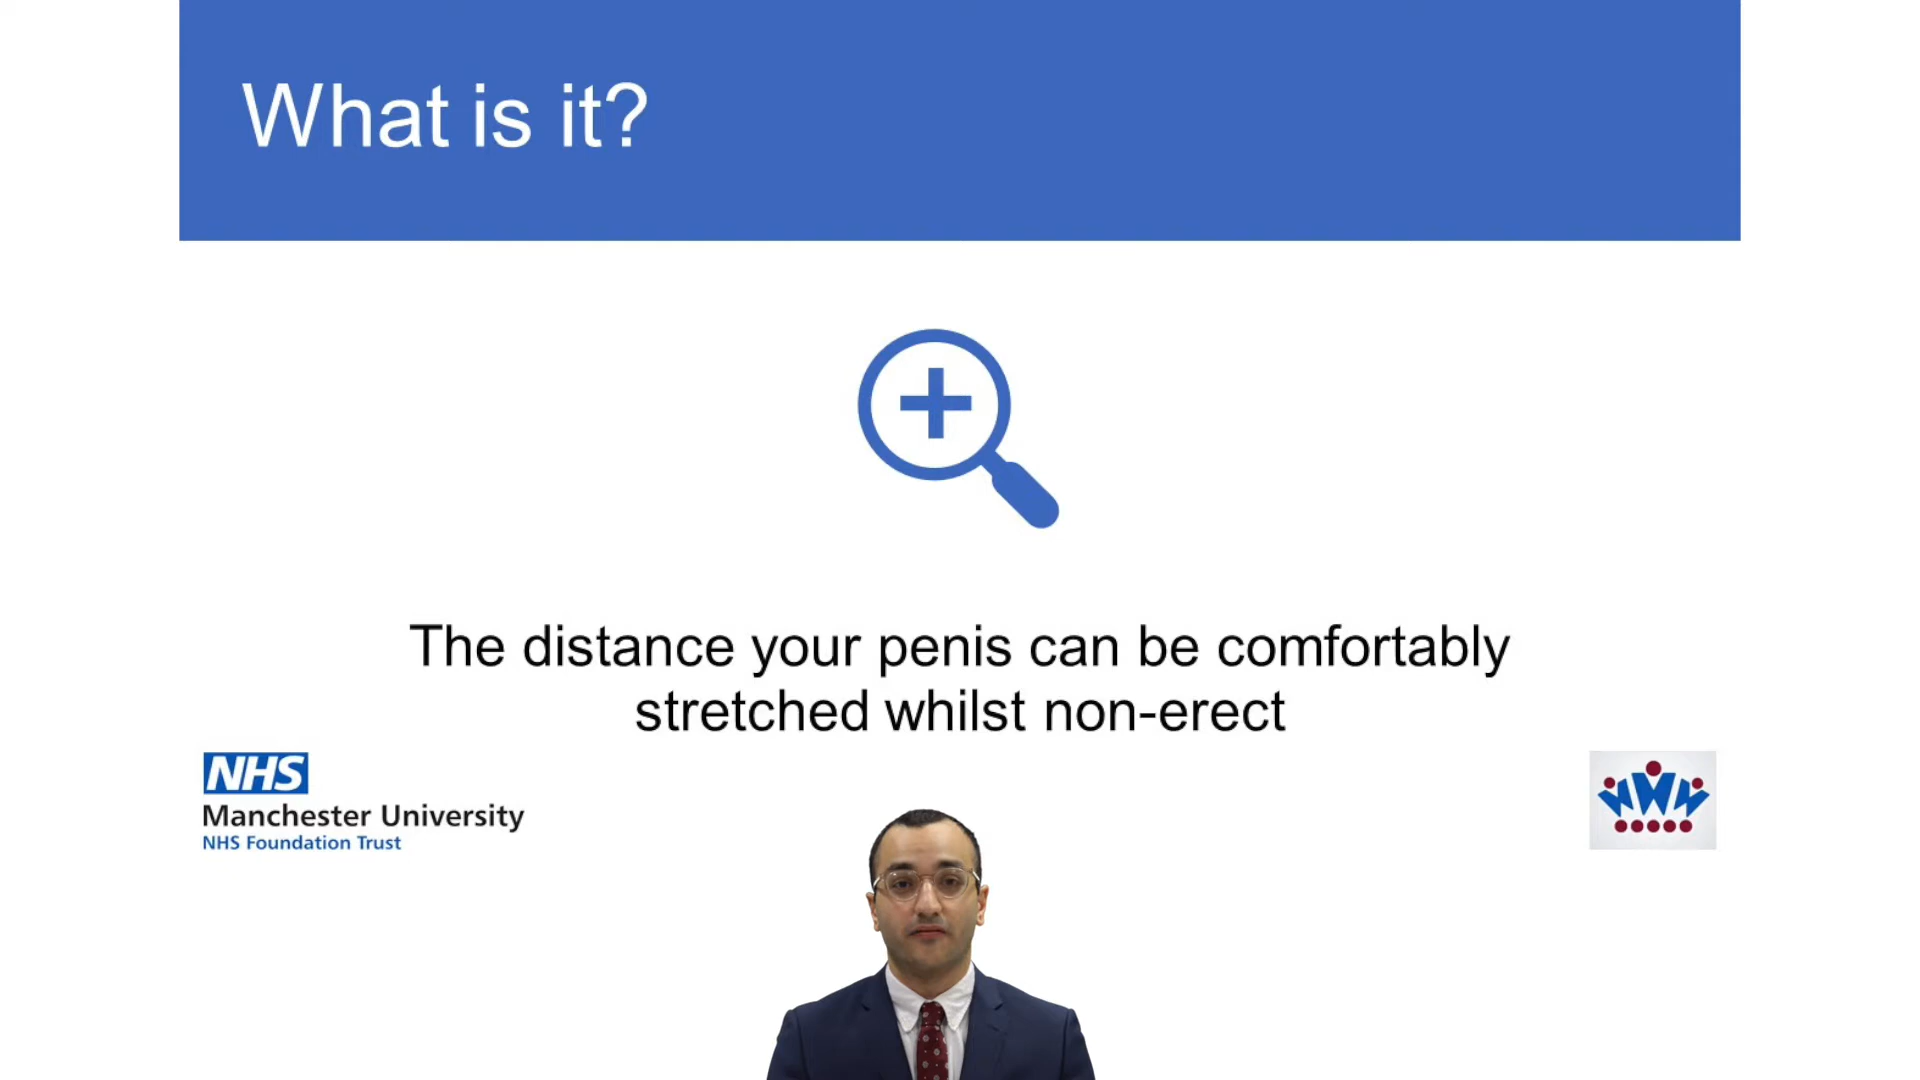 What is it?
The distance your penis can be comfortably
stretched whilst non-erect
NHS
Manchester University
NHS Foundation Trust